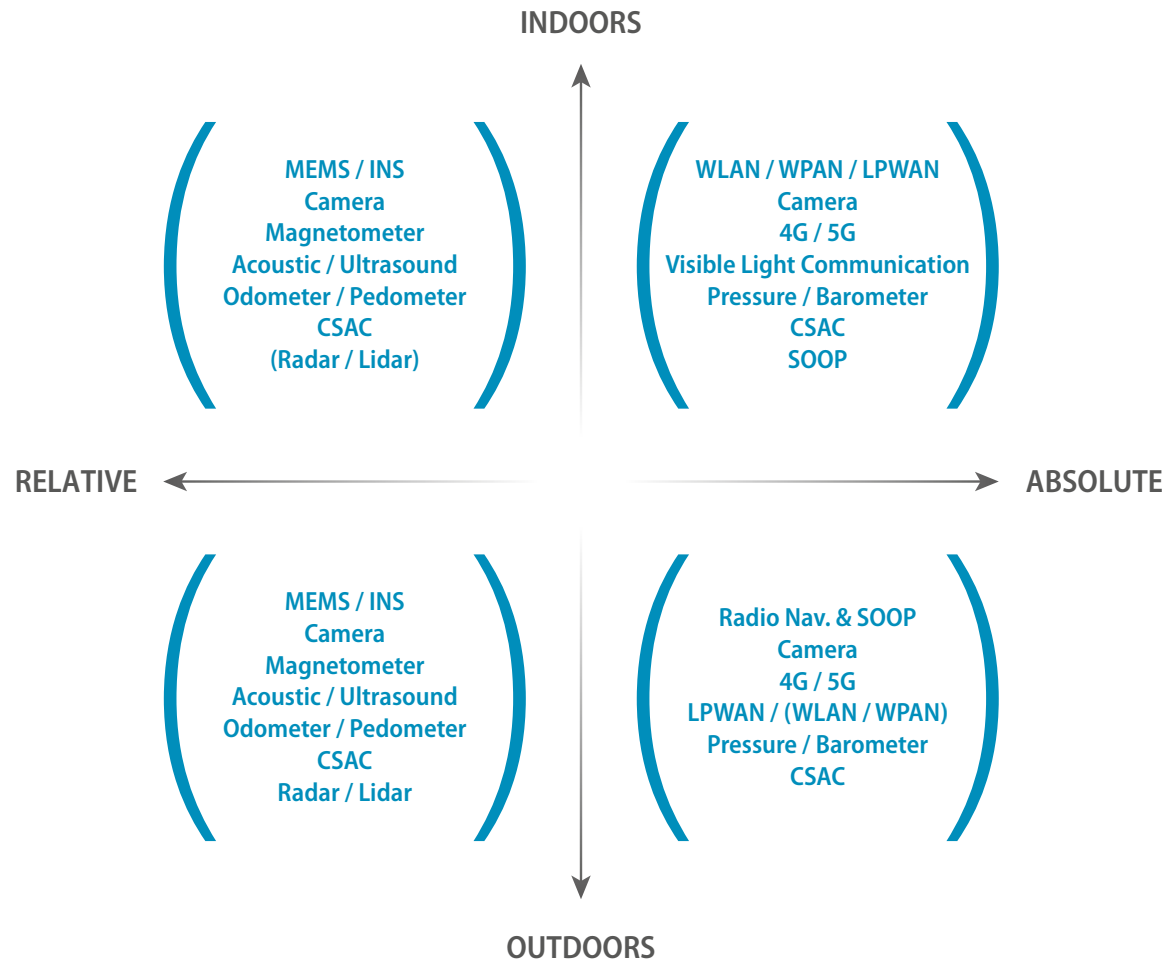 INDOORS
MEMS / INS
Camera
Magnetometer
Acoustic / Ultrasound
Odometer / Pedometer
CSAC
(Radar / Lidar)
WLAN / WPAN / LPWAN
Camera
4G / 5G
Visible Light Communication
Pressure / Barometer
CSAC
SOOP
RELATIVE
ABSOLUTE
MEMS / INS
Camera
Magnetometer
Acoustic / Ultrasound
Odometer / Pedometer
CSAC
Radar / Lidar
Radio Nav. & SOOP
Camera
4G / 5G
LPWAN / (WLAN / WPAN)
Pressure / Barometer
CSAC
OUTDOORS